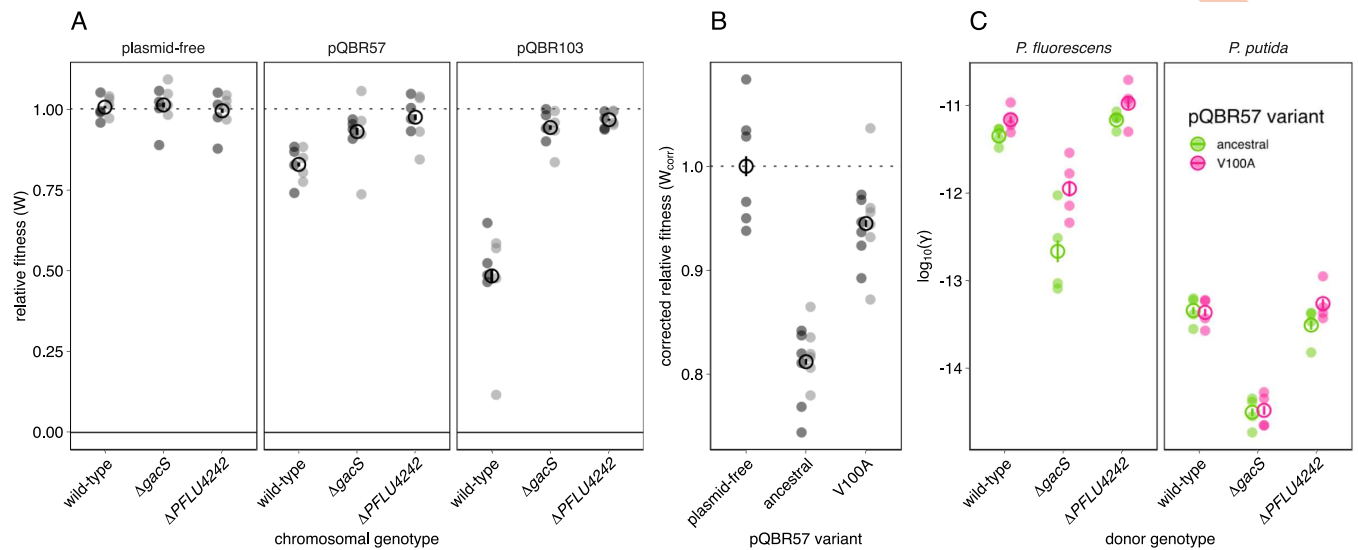 A
plasmid-free
pQBR57
pQBR103
relative fitness (W)
1.00
0.75
0.50
0.25
0.00
wild-type
ΔgacS
ΔPFLU4242
wild-type
ΔgacS
ΔPFLU4242
wild-type
ΔgacS
ΔPFLU4242
chromosomal genotype
B
corrected relative fitness (Wcorr)
1.0
0.9
0.8
plasmid-free
ancestral
V100A
pQBR57 variant
C
P. fluorescens
P. putida
log10(γ)
-11
-12
-13
-14
pQBR57 variant
ancestral
V100A
wild-type
ΔgacS
ΔPFLU4242
wild-type
ΔgacS
ΔPFLU4242
donor genotype